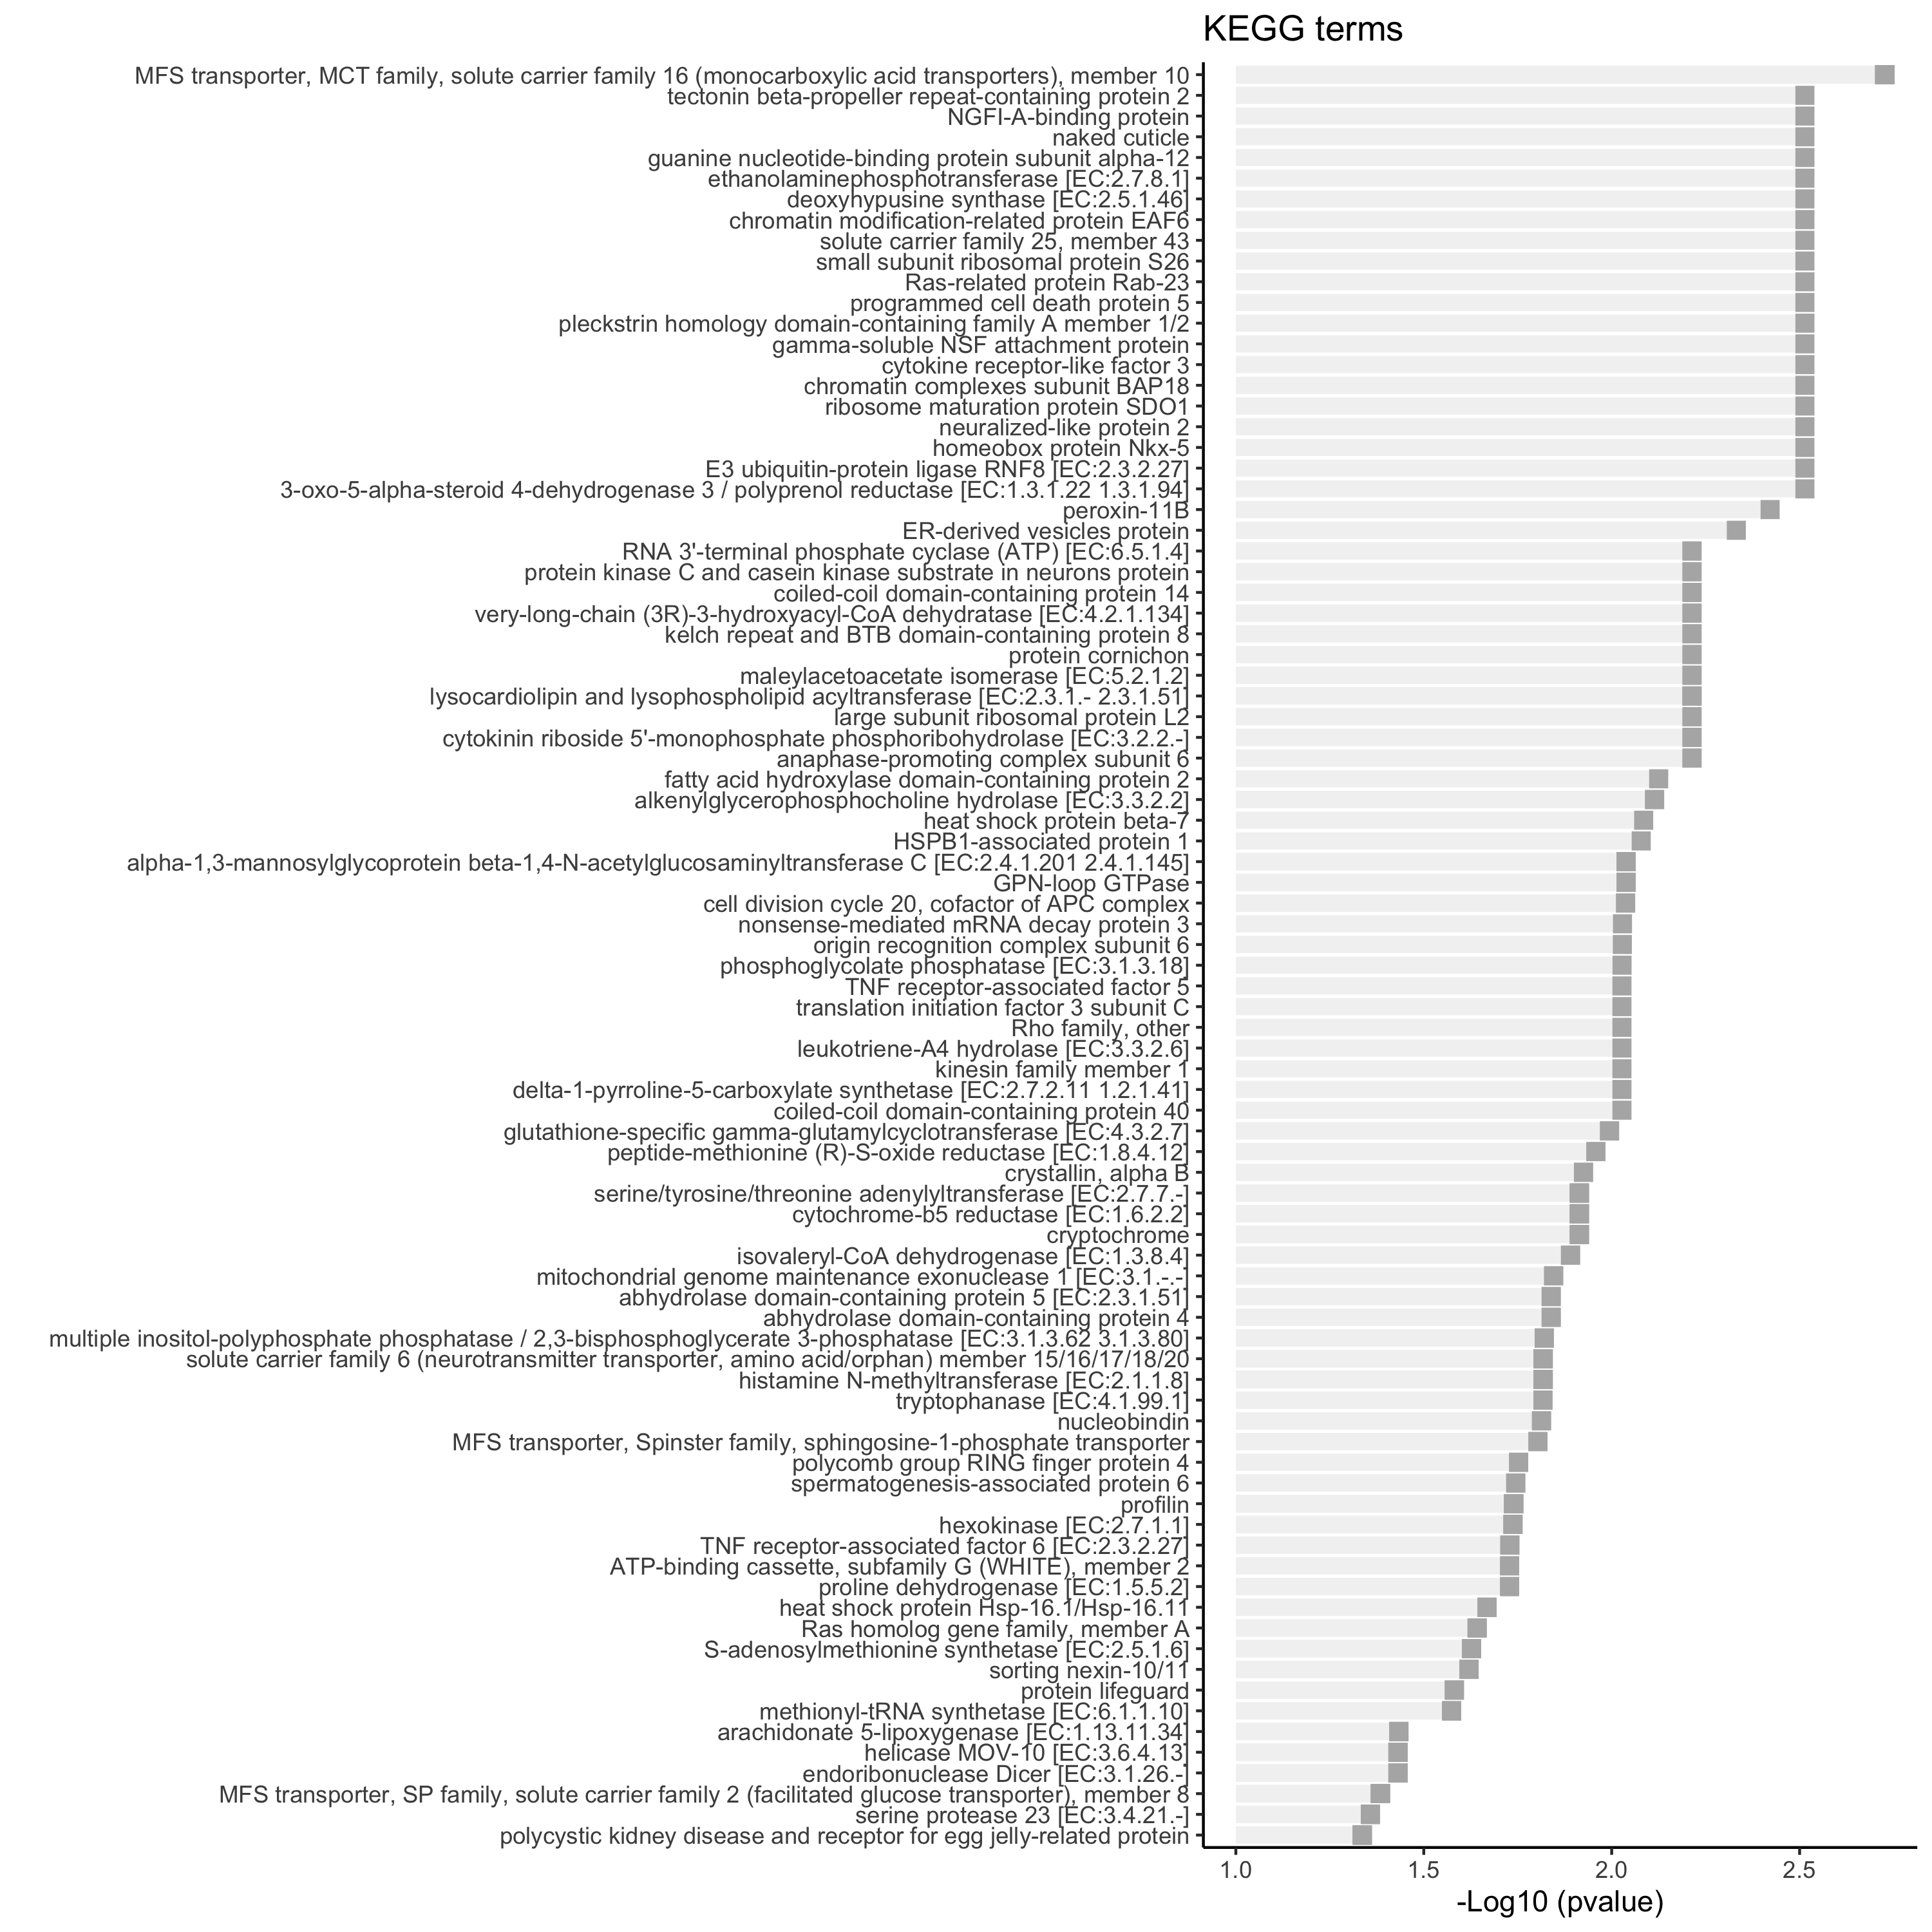 KEGG terms
MFS transporter, MCT family, solute carrier family 16 (monocarboxylic acid transporters), member 10
tectonin beta-propeller repeat-containing protein 2
NGFI-A-binding protein
naked cuticle
guanine nucleotide-binding protein subunit alpha-12
ethanolaminephosphotransferase [EC:2.7.8.1]
deoxyhypusine synthase [EC:2.5.1.46]
chromatin modification-related protein EAF6
solute carrier family 25, member 43
small subunit ribosomal protein S26
Ras-related protein Rab-23
programmed cell death protein 5
pleckstrin homology domain-containing family A member 1/2
gamma-soluble NSF attachment protein
cytokine receptor-like factor 3
chromatin complexes subunit BAP18
ribosome maturation protein SDO1
neuralized-like protein 2
homeobox protein Nkx-5
E3 ubiquitin-protein ligase RNF8 [EC:2.3.2.27]
3-oxo-5-alpha-steroid 4-dehydrogenase 3 / polyprenol reductase [EC:1.3.1.22 1.3.1.94]
peroxin-11B
ER-derived vesicles protein
RNA 3'-terminal phosphate cyclase (ATP) [EC:6.5.1.4]
protein kinase C and casein kinase substrate in neurons protein
coiled-coil domain-containing protein 14
very-long-chain (3R)-3-hydroxyacyl-CoA dehydratase [EC:4.2.1.134]
kelch repeat and BTB domain-containing protein 8
protein cornichon
maleylacetoacetate isomerase [EC:5.2.1.2]
lysocardiolipin and lysophospholipid acyltransferase [EC:2.3.1.- 2.3.1.51]
large subunit ribosomal protein L2
cytokinin riboside 5'-monophosphate phosphoribohydrolase [EC:3.2.2.-]
anaphase-promoting complex subunit 6
fatty acid hydroxylase domain-containing protein 2
alkenylglycerophosphocholine hydrolase [EC:3.3.2.2]
heat shock protein beta-7
HSPB1-associated protein 1
alpha-1,3-mannosylglycoprotein beta-1,4-N-acetylglucosaminyltransferase C [EC:2.4.1.201 2.4.1.145]
GPN-loop GTPase
cell division cycle 20, cofactor of APC complex
nonsense-mediated mRNA decay protein 3
origin recognition complex subunit 6
phosphoglycolate phosphatase [EC:3.1.3.18]
TNF receptor-associated factor 5
translation initiation factor 3 subunit C
Rho family, other
leukotriene-A4 hydrolase [EC:3.3.2.6]
kinesin family member 1
delta-1-pyrroline-5-carboxylate synthetase [EC:2.7.2.11 1.2.1.41]
coiled-coil domain-containing protein 40
glutathione-specific gamma-glutamylcyclotransferase [EC:4.3.2.7]
peptide-methionine (R)-S-oxide reductase [EC:1.8.4.12]
crystallin, alpha B
serine/tyrosine/threonine adenylyltransferase [EC:2.7.7.-]
cytochrome-b5 reductase [EC:1.6.2.2]
cryptochrome
isovaleryl-CoA dehydrogenase [EC:1.3.8.4]
mitochondrial genome maintenance exonuclease 1 [EC:3.1.-.-]
abhydrolase domain-containing protein 5 [EC:2.3.1.51]
abhydrolase domain-containing protein 4
multiple inositol-polyphosphate phosphatase / 2,3-bisphosphoglycerate 3-phosphatase [EC:3.1.3.62 3.1.3.80]
solute carrier family 6 (neurotransmitter transporter, amino acid/orphan) member 15/16/17/18/20
histamine N-methyltransferase [EC:2.1.1.8]
tryptophanase [EC:4.1.99.1]
nucleobindin
MFS transporter, Spinster family, sphingosine-1-phosphate transporter
polycomb group RING finger protein 4
spermatogenesis-associated protein 6
profilin
hexokinase [EC:2.7.1.1]
TNF receptor-associated factor 6 [EC:2.3.2.27]
ATP-binding cassette, subfamily G (WHITE), member 2
proline dehydrogenase [EC:1.5.5.2]
heat shock protein Hsp-16.1/Hsp-16.11
Ras homolog gene family, member A
S-adenosylmethionine synthetase [EC:2.5.1.6]
sorting nexin-10/11
protein lifeguard
methionyl-tRNA synthetase [EC:6.1.1.10]
arachidonate 5-lipoxygenase [EC:1.13.11.34]
helicase MOV-10 [EC:3.6.4.13]
endoribonuclease Dicer [EC:3.1.26.-]
MFS transporter, SP family, solute carrier family 2 (facilitated glucose transporter), member 8
serine protease 23 [EC:3.4.21.-]
polycystic kidney disease and receptor for egg jelly-related protein
1.0 1.5 2.0 2.5
-Log10 (pvalue)